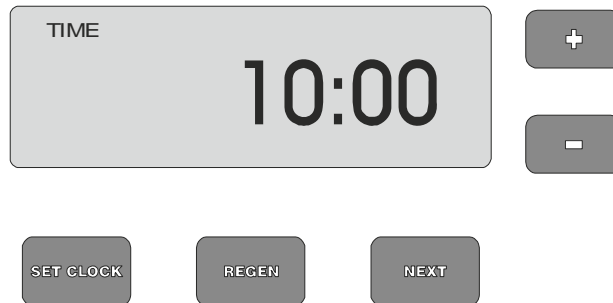 TIME
10:00
+
-
SET CLOCK
REGEN
NEXT